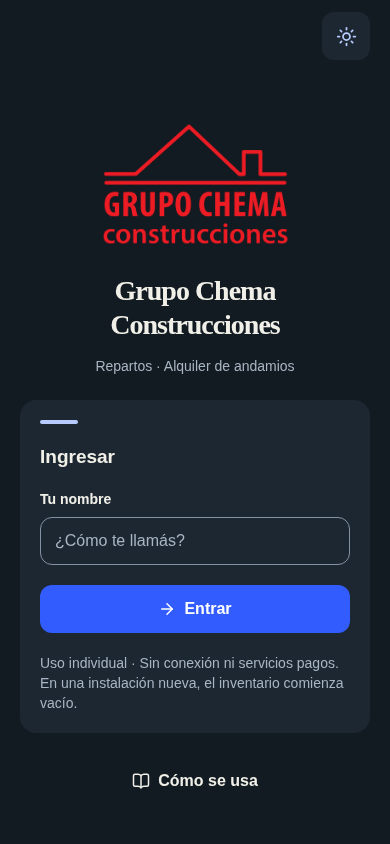 GRUPO CHEMA
construcciones
Grupo Chema
Construcciones
Repartos · Alquiler de andamios
Ingresar
Tu nombre
¿Cómo te llamás?
Entrar
Uso individual · Sin conexión ni servicios pagos.
En una instalación nueva, el inventario comienza
vacío.
Cómo se usa